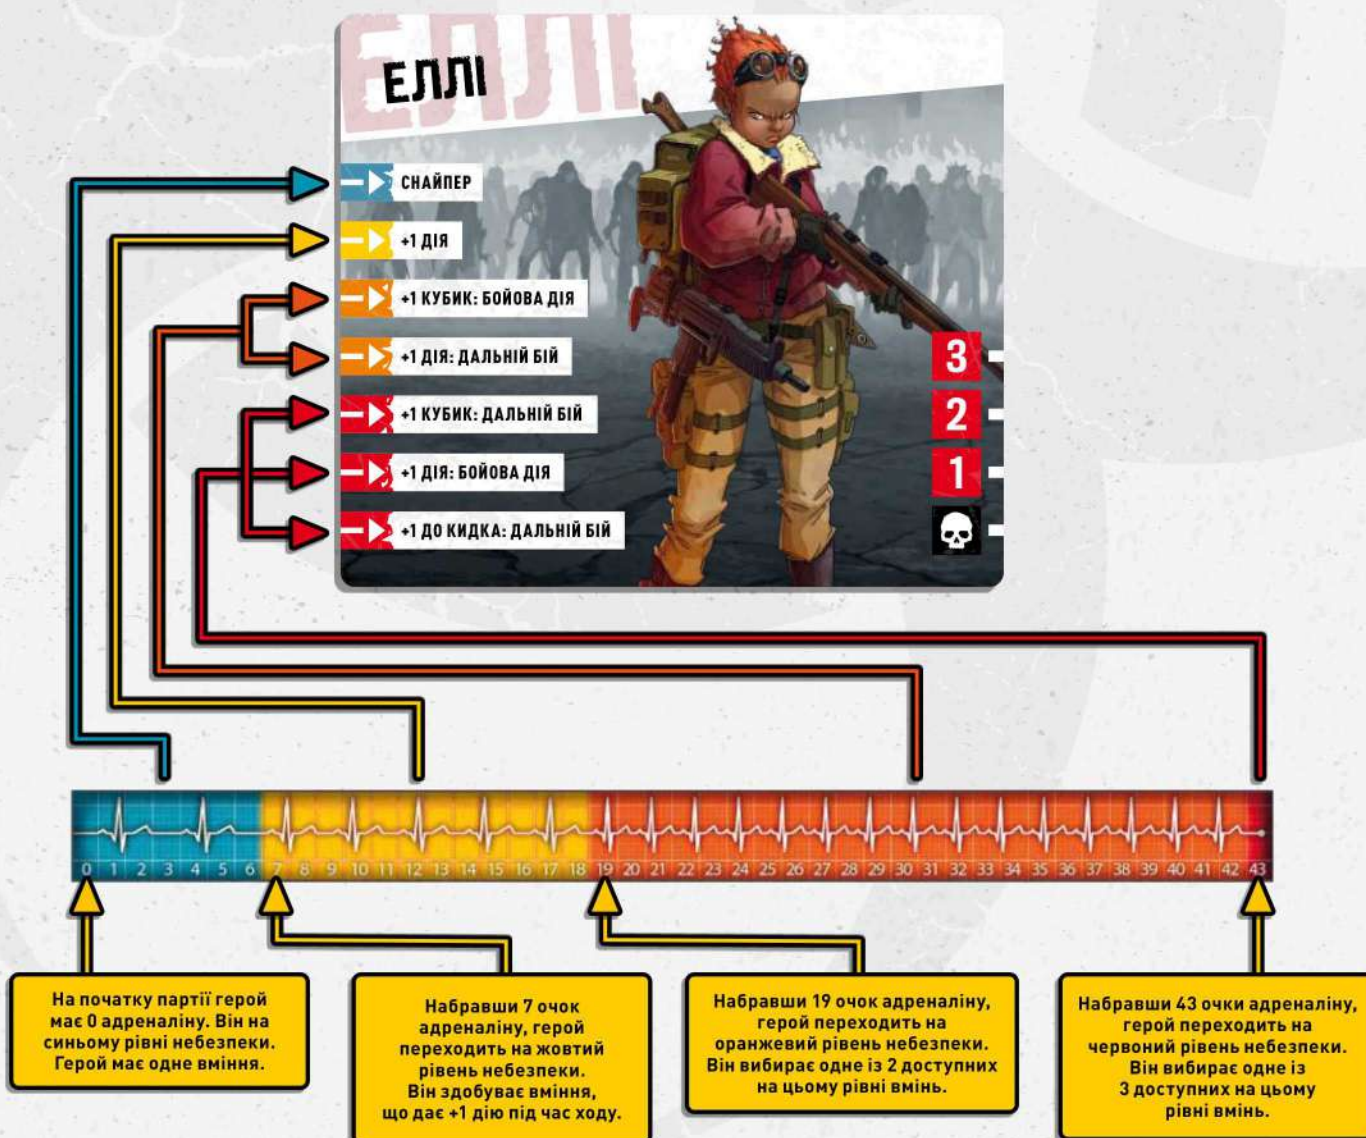 ЕЛЛІ
ЕЛЛІ
СНАЙПЕР
+1 ДІЯ
+1 КУБИК: БОЙОВА ДІЯ
+1 ДІЯ: ДАЛЬНІЙ БІЙ
+1 КУБИК: ДАЛЬНІЙ БІЙ
+1 ДІЯ: БОЙОВА ДІЯ
+1 ДО КИДКА: ДАЛЬНІЙ БІЙ
3
2
1
0 1 2 3 4 5 6 7 8 9 10 11 12 13 14 15 16 17 18 19 20 21 22 23 24 25 26 27 28 29 30 31 32 33 34 35 36 37 38 39 40 41 42 43
На початку партії герой
має 0 адреналіну. Він на
синьому рівні небезпеки.
Герой має одне вміння.
Набравши 7 очок
адреналіну, герой
переходить на жовтий
рівень небезпеки.
Він здобуває вміння,
що дає +1 дію під час ходу.
Набравши 19 очок адреналіну,
герой переходить на
оранжевий рівень небезпеки.
Він вибирає одне із 2 доступних
на цьому рівні вмінь.
Набравши 43 очки адреналіну,
герой переходить на
червоний рівень небезпеки.
Він вибирає одне із
3 доступних на цьому
рівні вмінь.